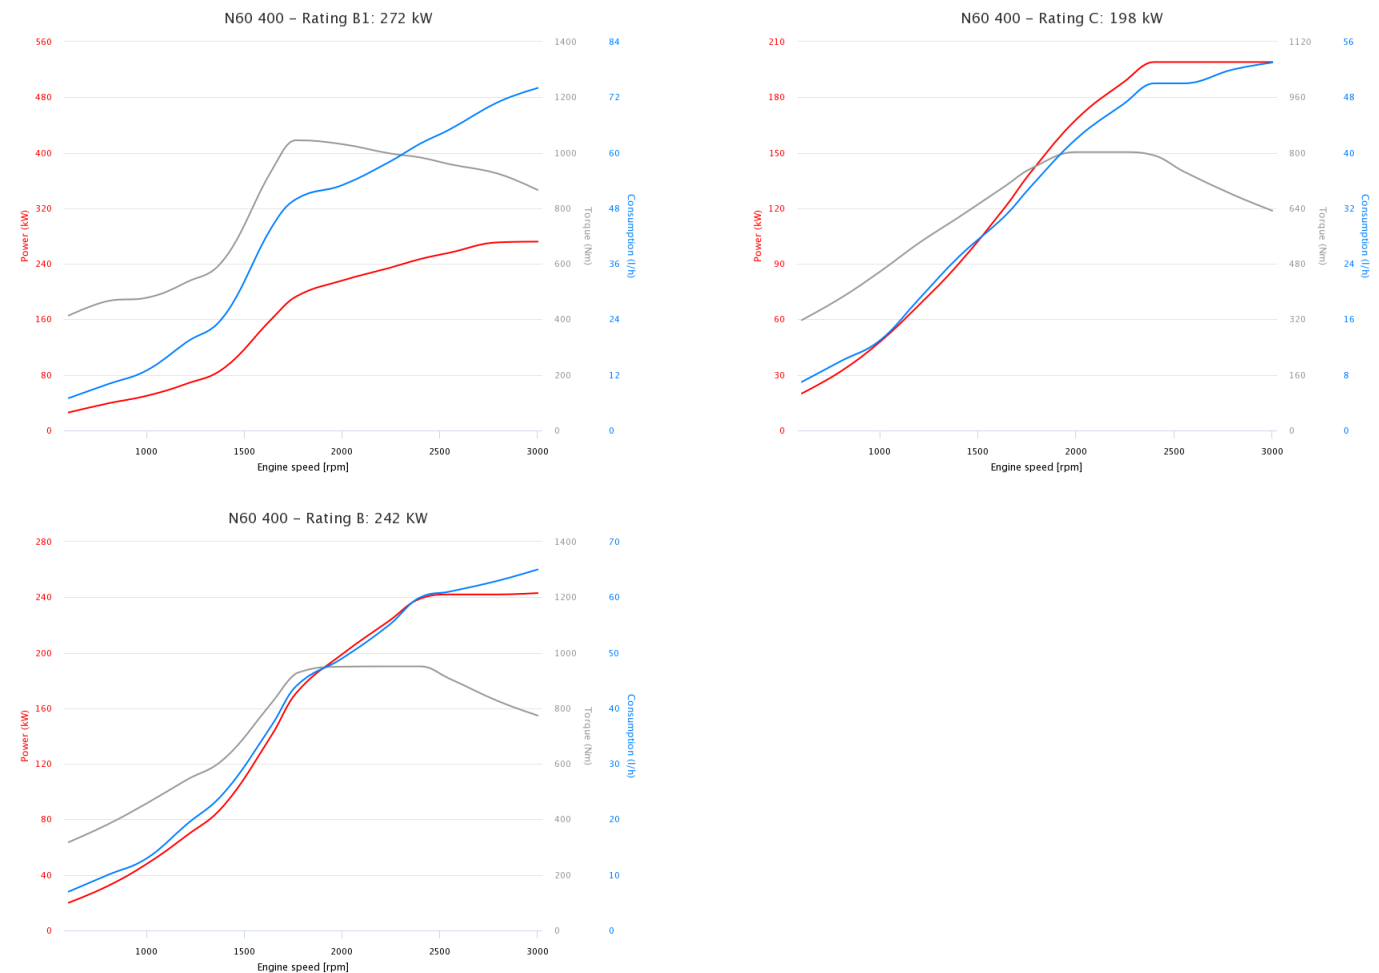 N60 400 – Rating B1: 272 kW
560 1400 84
480 1200 72
400 1000 60
320 800 48
240 600 36
160 400 24
80 200 12
0 0 0
Power (kW)
Torque (Nm)
Consumption (l/h)
1000 1500 2000 2500 3000
Engine speed [rpm]
N60 400 – Rating C: 198 kW
210 1120 56
180 960 48
150 800 40
120 640 32
90 480 24
60 320 16
30 160 8
0 0 0
Power (kW)
Torque (Nm)
Consumption (l/h)
1000 1500 2000 2500 3000
Engine speed [rpm]
N60 400 – Rating B: 242 KW
280 1400 70
240 1200 60
200 1000 50
160 800 40
120 600 30
80 400 20
40 200 10
0 0 0
Power (kW)
Torque (Nm)
Consumption (l/h)
1000 1500 2000 2500 3000
Engine speed [rpm]